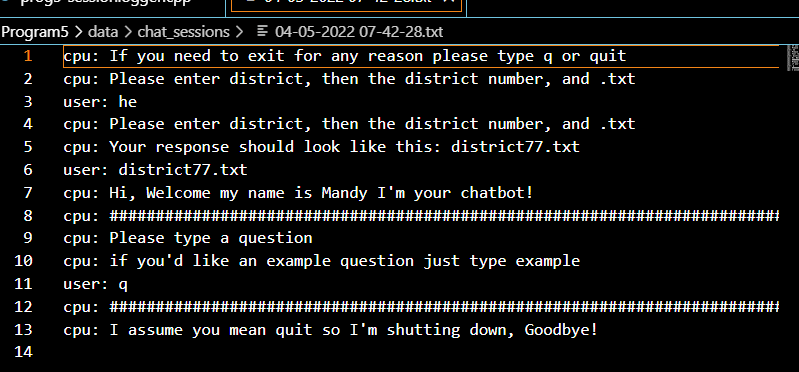 Program5 > data > chat_sessions > 04-05-2022 07-42-28.txt
1 cpu: If you need to exit for any reason please type q or quit
2 cpu: Please enter district, then the district number, and .txt
3 user: he
4 cpu: Please enter district, then the district number, and .txt
5 cpu: Your response should look like this: district77.txt
6 user: district77.txt
7 cpu: Hi, Welcome my name is Mandy I'm your chatbot!
8 cpu: #########################################################################
9 cpu: Please type a question
10 cpu: if you'd like an example question just type example
11 user: q
12 cpu: #########################################################################
13 cpu: I assume you mean quit so I'm shutting down, Goodbye!
14